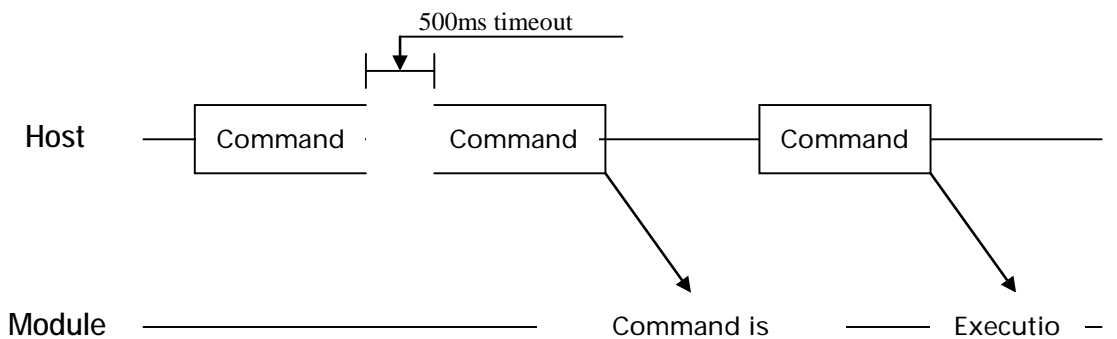 500ms timeout
Host Command Command Command
Module Command is Executio